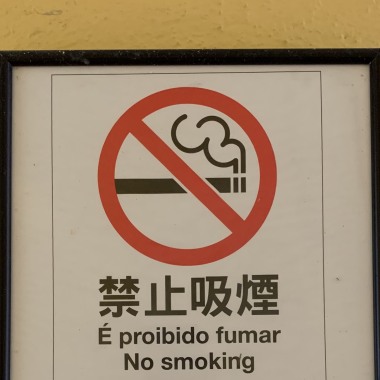 禁止吸煙
É proibido fumar
No smoking